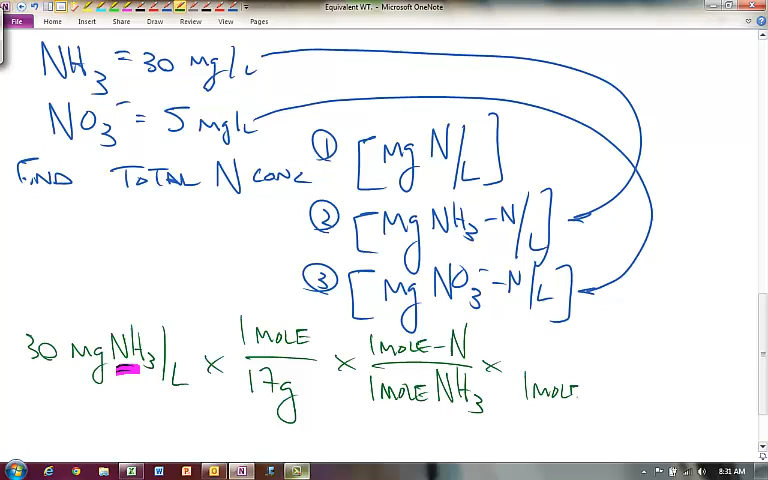 Equivalent WT. - Microsoft OneNote
File Home Insert Share Draw Review View Pages
NH3 = 30 mg/L
NO3- = 5 mg/L
FIND TOTAL N CONC
① [mg N/L]
② [mg NH3-N/L]
③ [mg NO3- -N/L]
30 mg NH3/L × 1 MOLE/17g × 1 MOLE-N/1 MOLE NH3 × 1 MOLE
8:31 AM